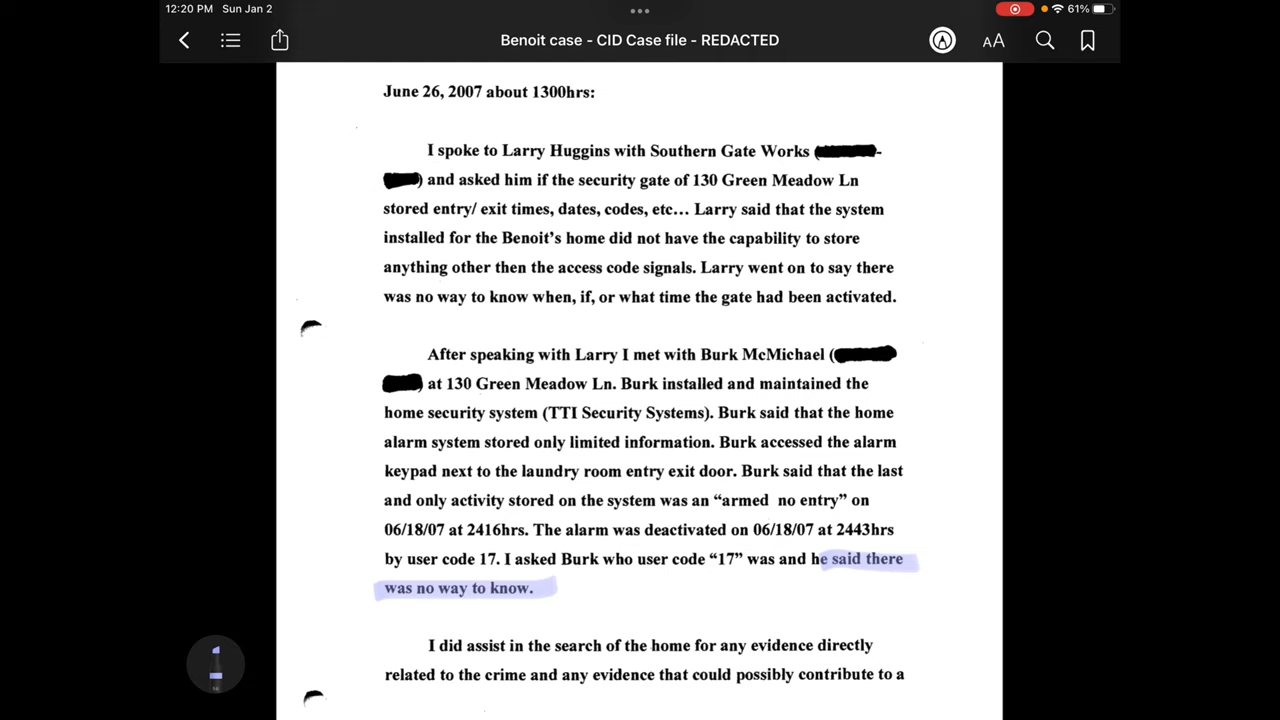 12:20 PM Sun Jan 2
61%
Benoit case - CID Case file - REDACTED
AA
June 26, 2007 about 1300hrs:
I spoke to Larry Huggins with Southern Gate Works ( -
) and asked him if the security gate of 130 Green Meadow Ln
stored entry/ exit times, dates, codes, etc… Larry said that the system
installed for the Benoit's home did not have the capability to store
anything other then the access code signals. Larry went on to say there
was no way to know when, if, or what time the gate had been activated.
After speaking with Larry I met with Burk McMichael (
) at 130 Green Meadow Ln. Burk installed and maintained the
home security system (TTI Security Systems). Burk said that the home
alarm system stored only limited information. Burk accessed the alarm
keypad next to the laundry room entry exit door. Burk said that the last
and only activity stored on the system was an “armed no entry” on
06/18/07 at 2416hrs. The alarm was deactivated on 06/18/07 at 2443hrs
by user code 17. I asked Burk who user code “17” was and he said there
was no way to know.
I did assist in the search of the home for any evidence directly
related to the crime and any evidence that could possibly contribute to a